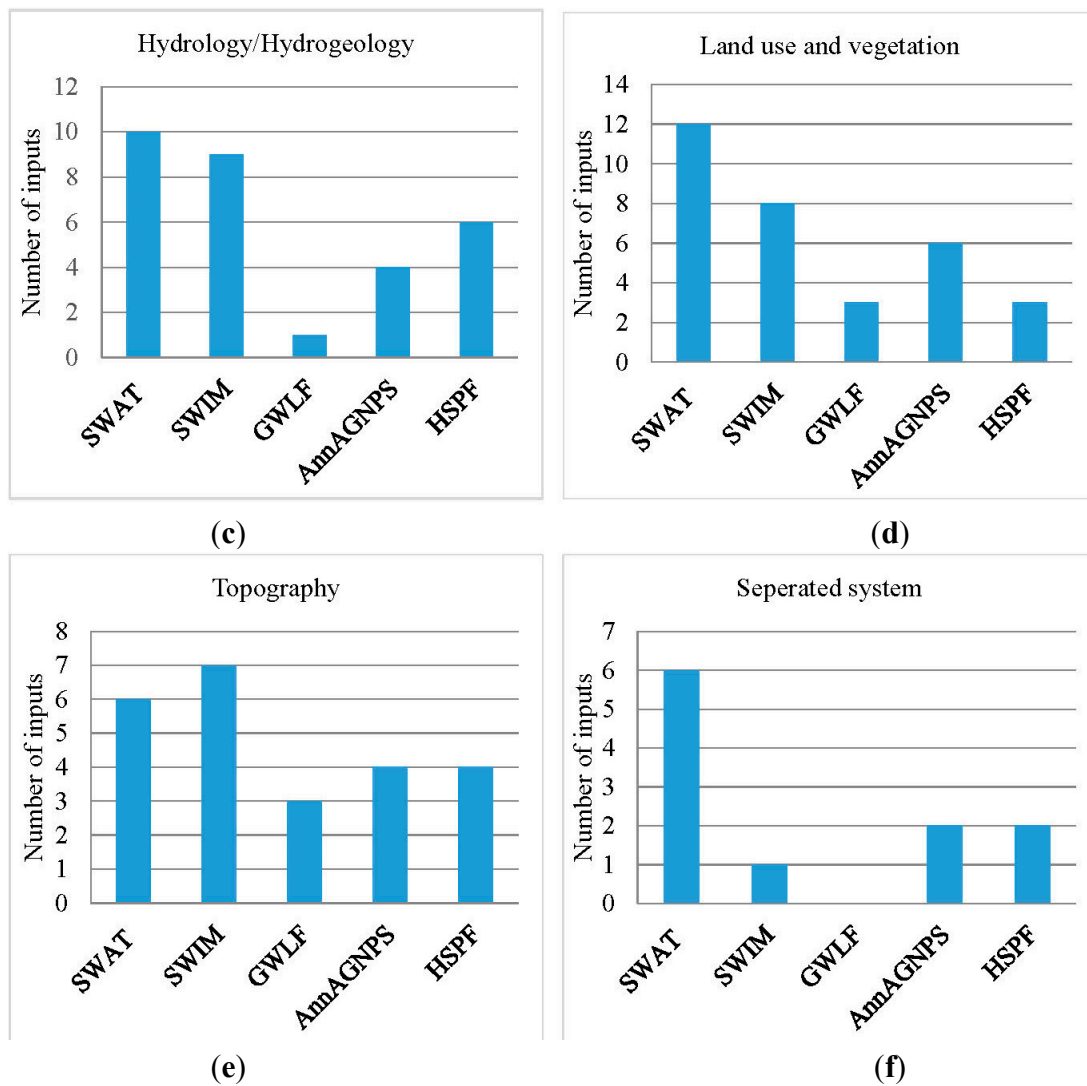 Hydrology/Hydrogeology
Number of inputs
12
10
8
6
4
2
0
SWAT
SWIM
GWLF
AnnAGNPS
HSPF
(c)
Land use and vegetation
Number of inputs
14
12
10
8
6
4
2
0
SWAT
SWIM
GWLF
AnnAGNPS
HSPF
(d)
Topography
Number of inputs
8
7
6
5
4
3
2
1
0
SWAT
SWIM
GWLF
AnnAGNPS
HSPF
(e)
Seperated system
Number of inputs
7
6
5
4
3
2
1
0
SWAT
SWIM
GWLF
AnnAGNPS
HSPF
(f)